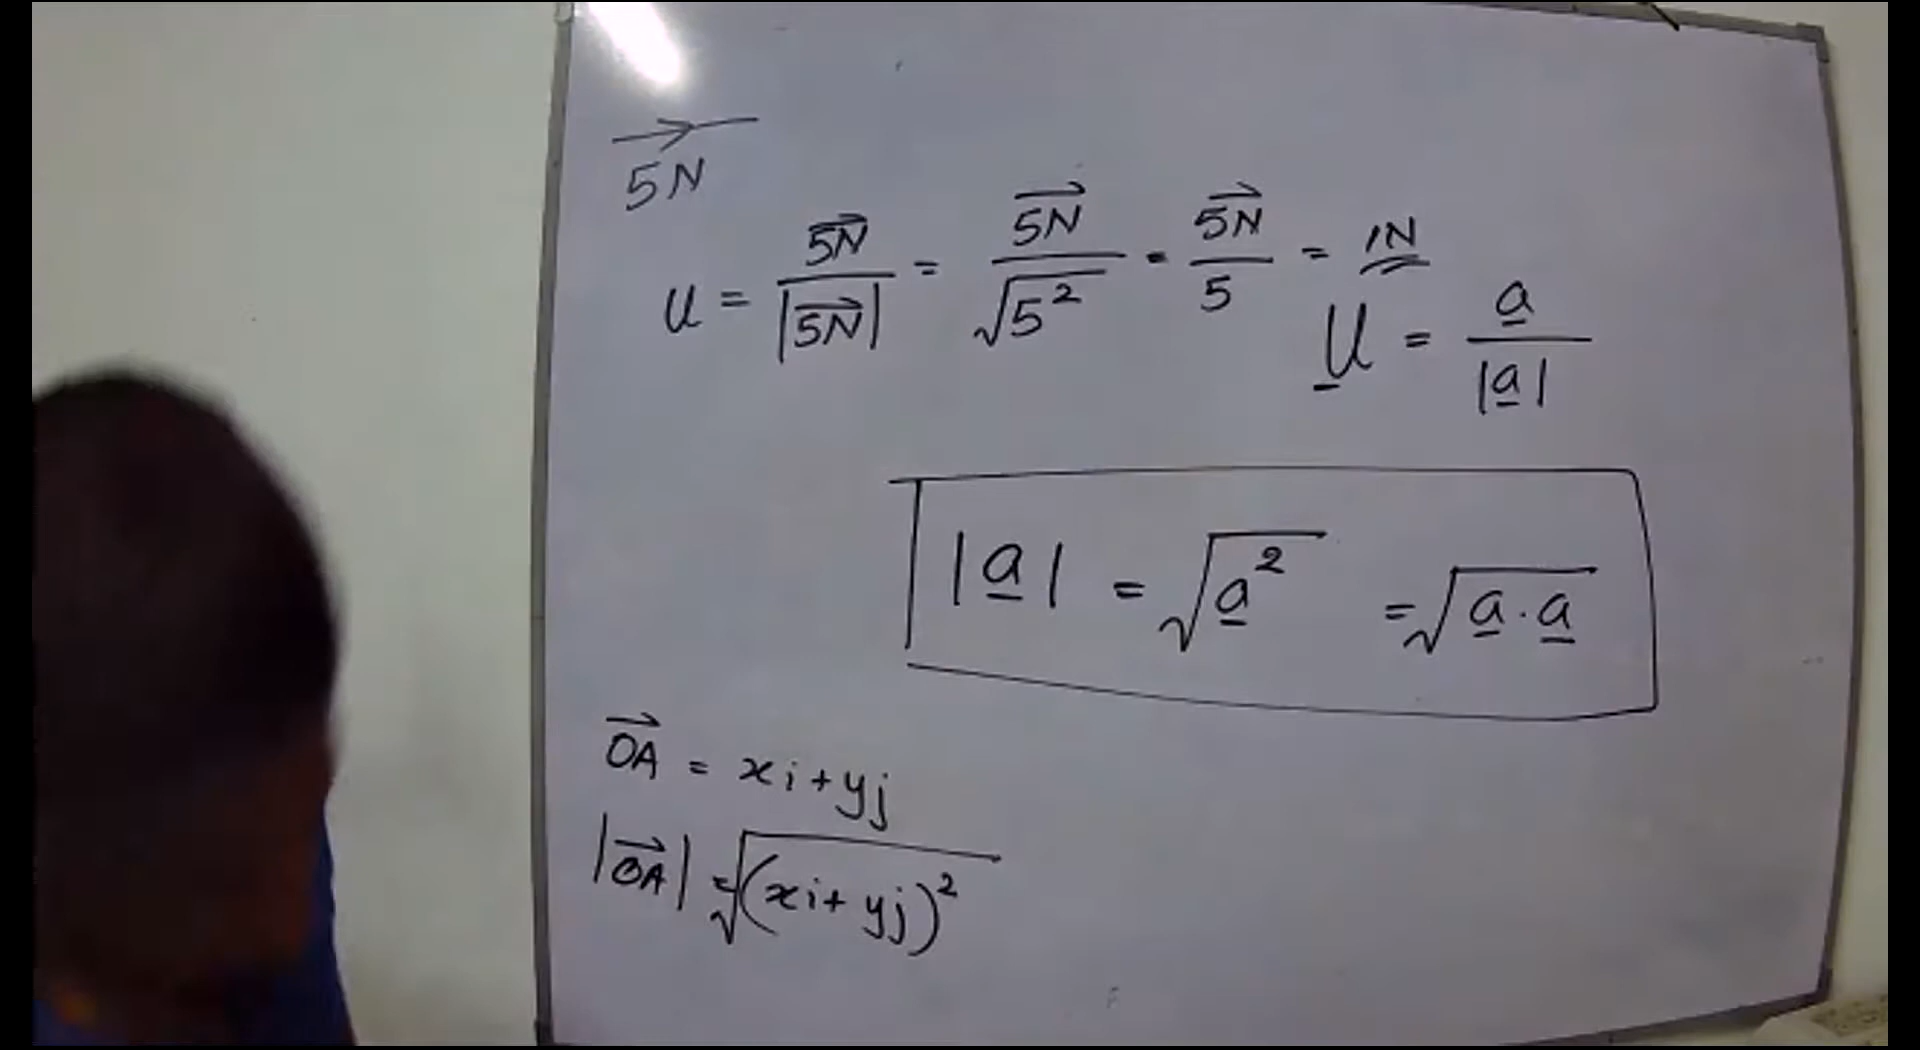 5N
u = 5N / |5N| = 5N / √5² = 5N / 5 = 1N
u = a / |a|
|a| = √a² = √a·a
OA = xi+yj
|OA| = √(xi+yj)²